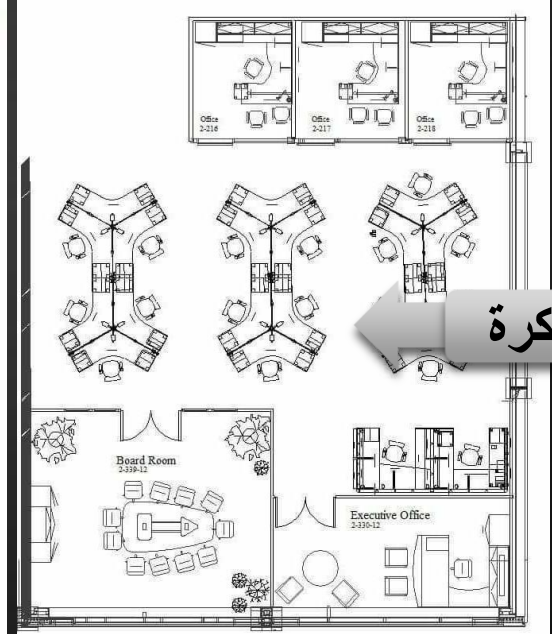 Office
2-216
Office
2-217
Office
2-218
كرة
Board Room
2-339-12
Executive Office
2-330-12